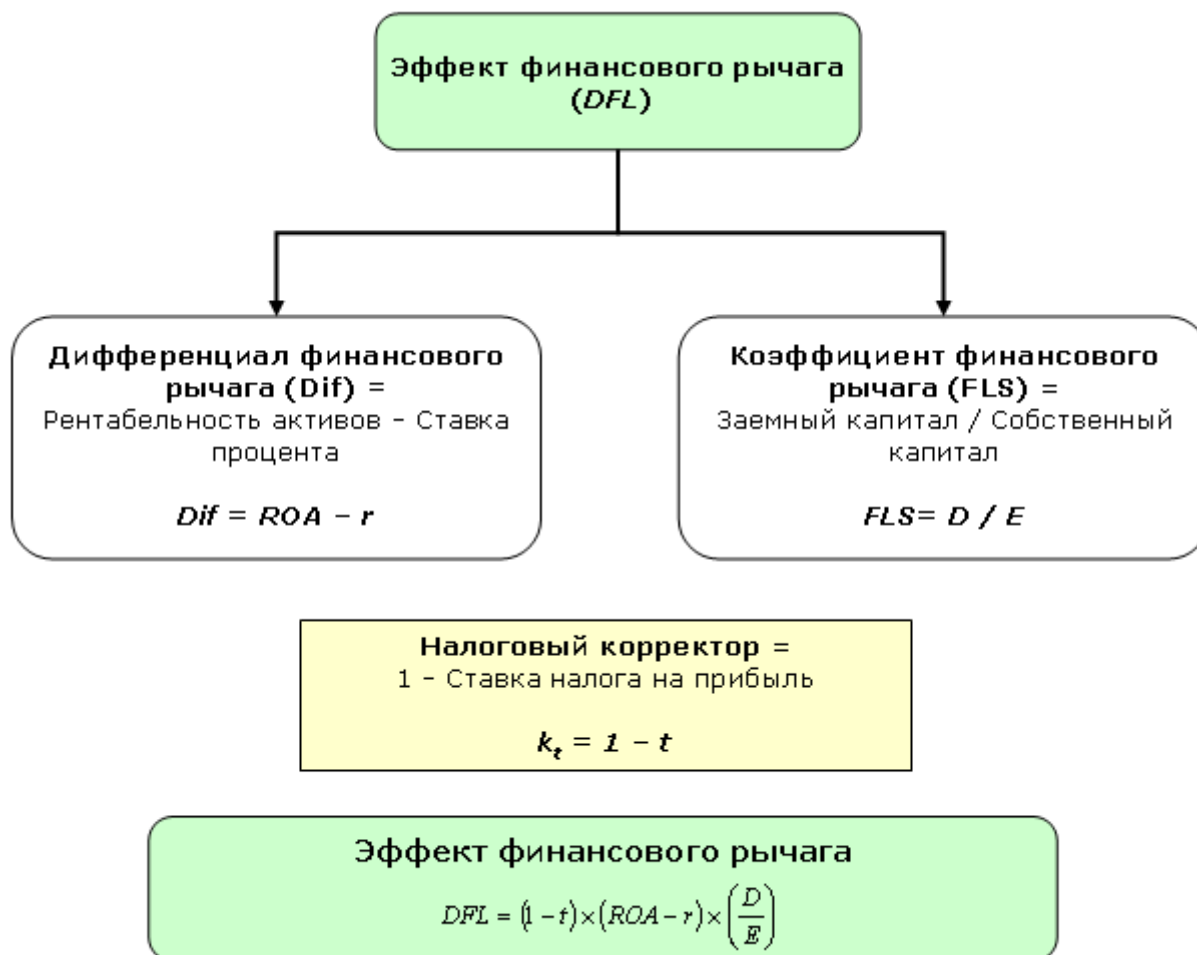 Эффект финансового рычага
(DFL)
Дифференциал финансового
рычага (Dif) =
Рентабельность активов – Ставка
процента
Dif = ROA – r
Коэффициент финансового
рычага (FLS) =
Заемный капитал / Собственный
капитал
FLS= D / E
Налоговый корректор =
1 – Ставка налога на прибыль
kₜ = 1 – t
Эффект финансового рычага
DFL = (1 − t) × (ROA − r) × (D/E)